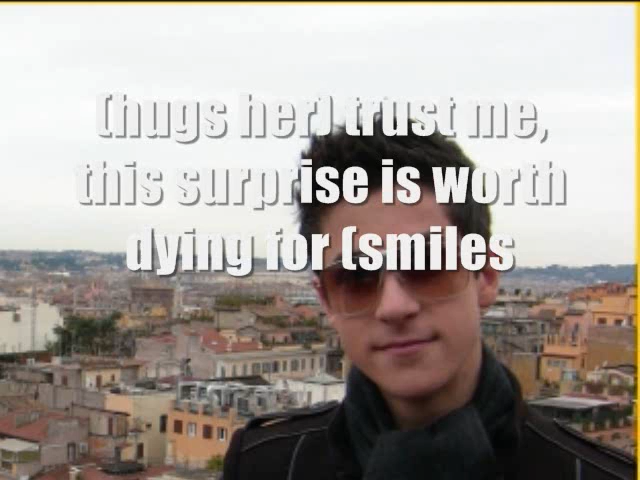 (hugs her) trust me,
this surprise is worth
dying for (smiles